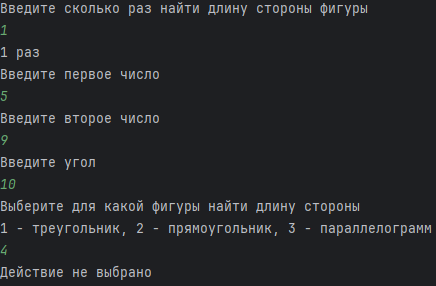 Введите сколько раз найти длину стороны фигуры
1
1 раз
Введите первое число
5
Введите второе число
9
Введите угол
10
Выберите для какой фигуры найти длину стороны
1 - треугольник, 2 - прямоугольник, 3 - параллелограмм
4
Действие не выбрано